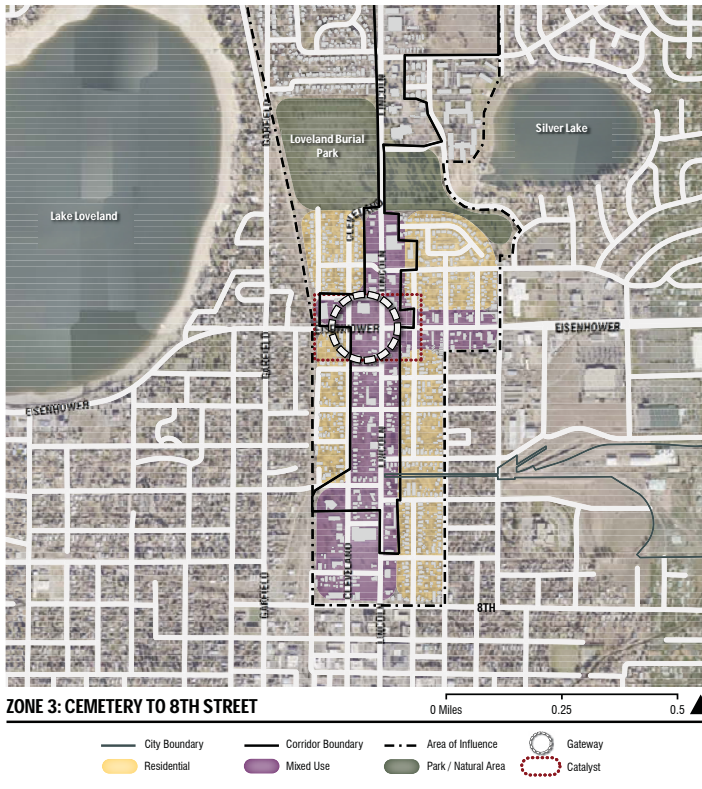 LINCOLN
GARFIELD
Silver Lake
Loveland Burial
Park
CLEVELAND
Lake Loveland
LINCOLN
EISENHOWER
EISENHOWER
GARFIELD
EISENHOWER
LINCOLN
CLEVELAND
GARFIELD
8TH
LINCOLN
ZONE 3: CEMETERY TO 8TH STREET
0 Miles 0.25 0.5
City Boundary Corridor Boundary Area of Influence Gateway
Residential Mixed Use Park / Natural Area Catalyst